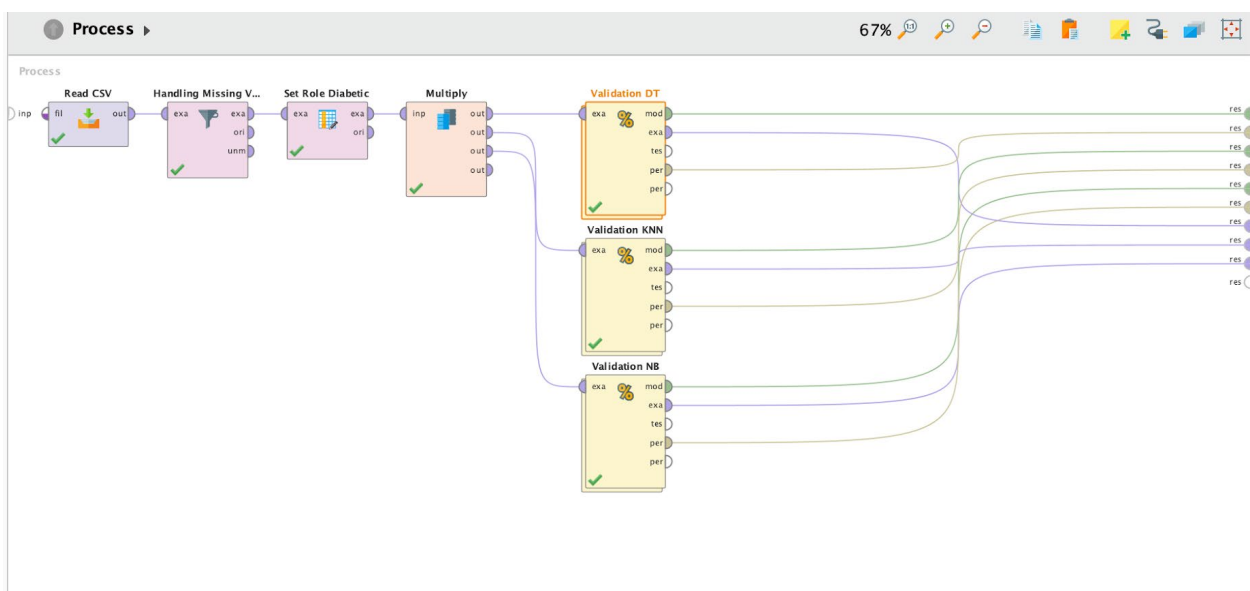 Process
67%
1:1
Process
Read CSV
Handling Missing V...
Set Role Diabetic
Multiply
Validation DT
inp
fil
out
exa
exa
ori
unm
exa
exa
ori
inp
out
out
out
out
exa
%
mod
exa
tes
per
per
Validation KNN
exa
%
mod
exa
tes
per
per
Validation NB
exa
%
mod
exa
tes
per
per
res
res
res
res
res
res
res
res
res
res